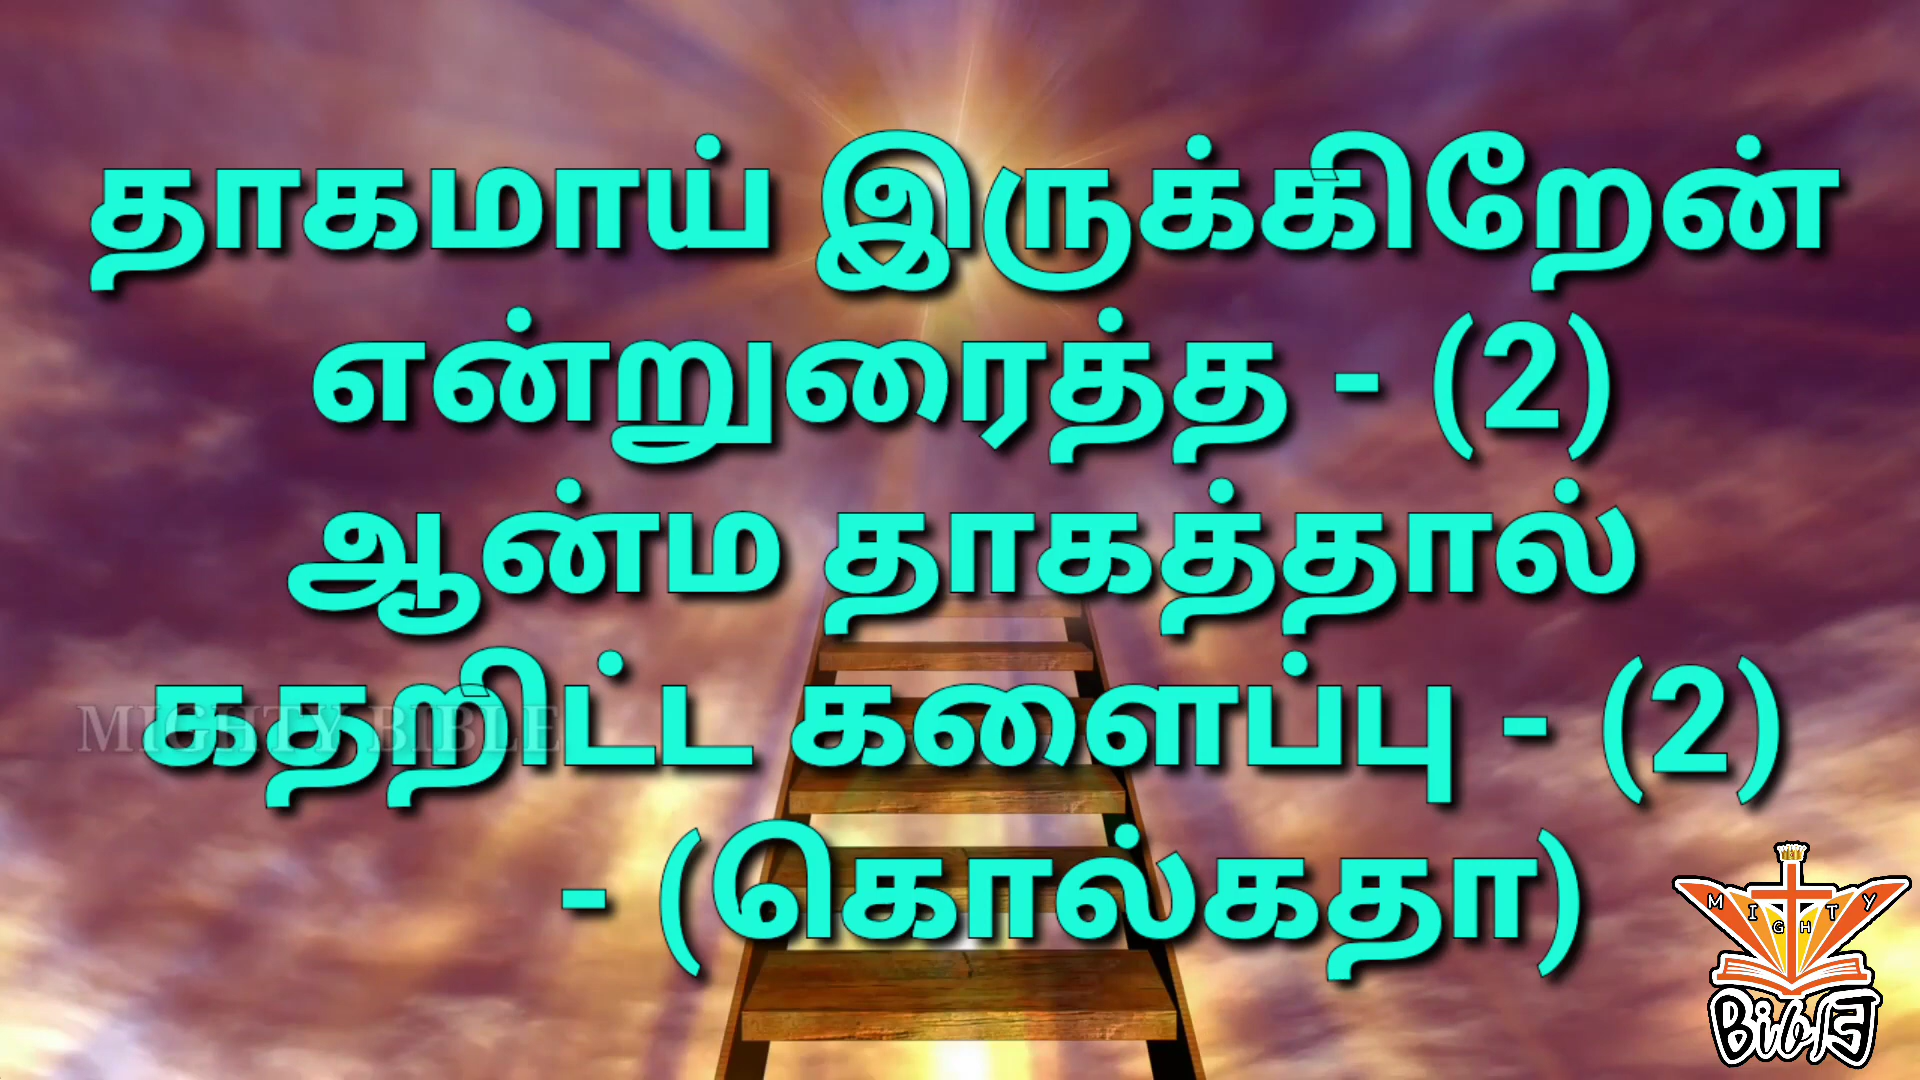 தாகமாய் இருக்கிறேன்
என்றுரைத்த - (2)
ஆன்ம தாகத்தால்
கதறிட்ட களைப்பு - (2)
- (கொல்கதா)
MIGHTY BIBLE
MIGHTY
Bible